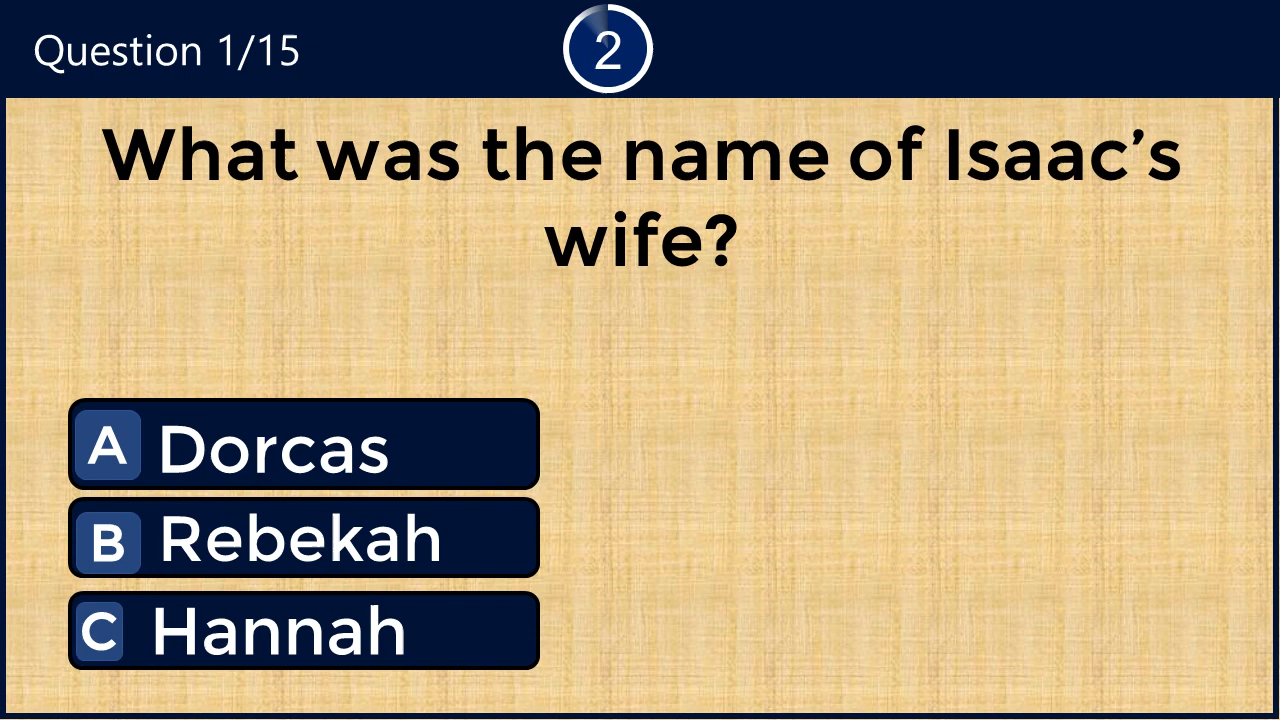 Question 1/15
2
What was the name of Isaac’s
wife?
A Dorcas
B Rebekah
C Hannah